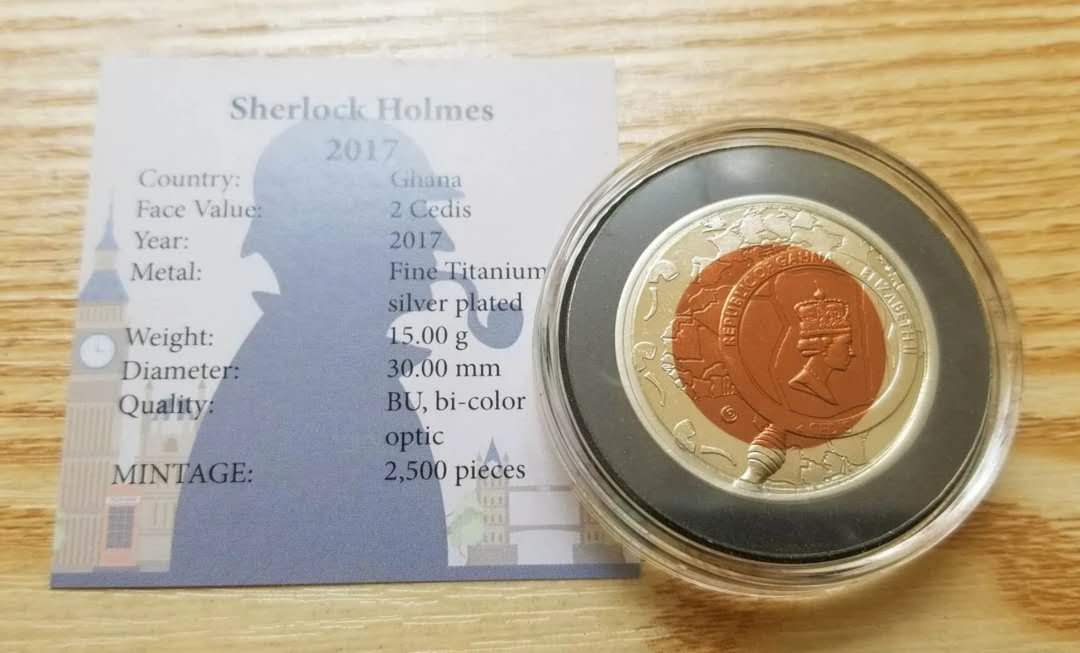 Sherlock Holmes
2017
Country: Ghana
Face Value: 2 Cedis
Year: 2017
Metal: Fine Titanium
silver plated
Weight: 15.00 g
Diameter: 30.00 mm
Quality: BU, bi-color
optic
MINTAGE: 2,500 pieces
REPUBLIC OF GAHNA · ELIZABETH II